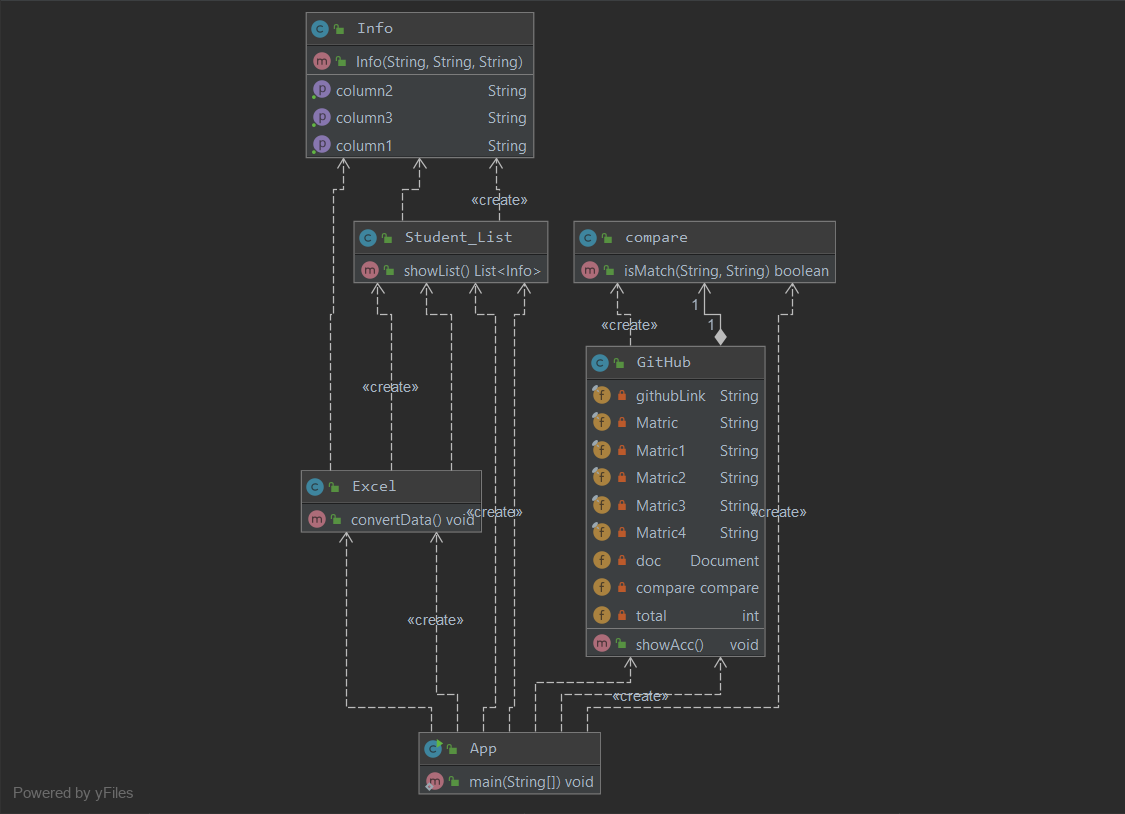 Info
Info(String, String, String)
column2 String
column3 String
column1 String
«create»
Student_List
showList() List<Info>
compare
isMatch(String, String) boolean
1
1
«create»
GitHub
githubLink String
Matric String
Matric1 String
Matric2 String
Matric3 String
Matric4 String
doc Document
compare compare
total int
showAcc() void
«create»
Excel
convertData() void
«create»
«create»
«create»
«create»
App
main(String[]) void
Powered by yFiles